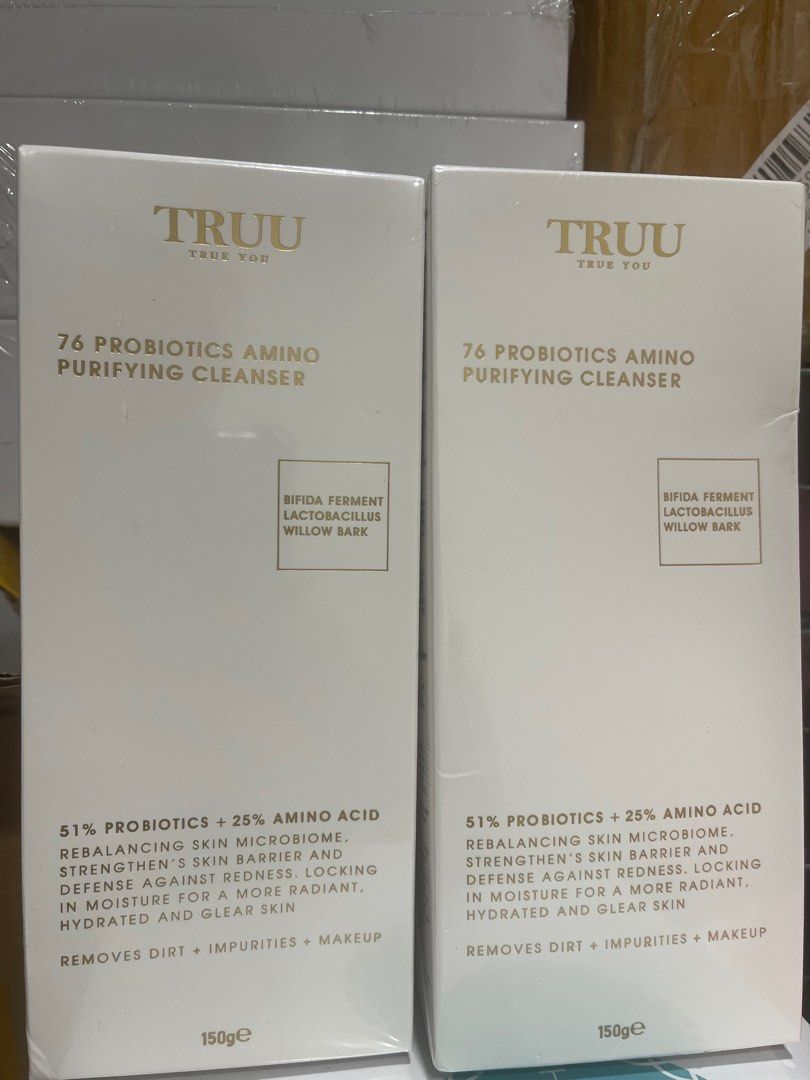 TRUU
TRUE YOU
76 PROBIOTICS AMINO
PURIFYING CLEANSER
BIFIDA FERMENT
LACTOBACILLUS
WILLOW BARK
51% PROBIOTICS + 25% AMINO ACID
REBALANCING SKIN MICROBIOME,
STRENGTHEN'S SKIN BARRIER AND
DEFENSE AGAINST REDNESS. LOCKING
IN MOISTURE FOR A MORE RADIANT,
HYDRATED AND GLEAR SKIN
REMOVES DIRT + IMPURITIES + MAKEUP
150g℮
TRUU
TRUE YOU
76 PROBIOTICS AMINO
PURIFYING CLEANSER
BIFIDA FERMENT
LACTOBACILLUS
WILLOW BARK
51% PROBIOTICS + 25% AMINO ACID
REBALANCING SKIN MICROBIOME,
STRENGTHEN'S SKIN BARRIER AND
DEFENSE AGAINST REDNESS. LOCKING
IN MOISTURE FOR A MORE RADIANT,
HYDRATED AND GLEAR SKIN
REMOVES DIRT + IMPURITIES + MAKEUP
150g℮